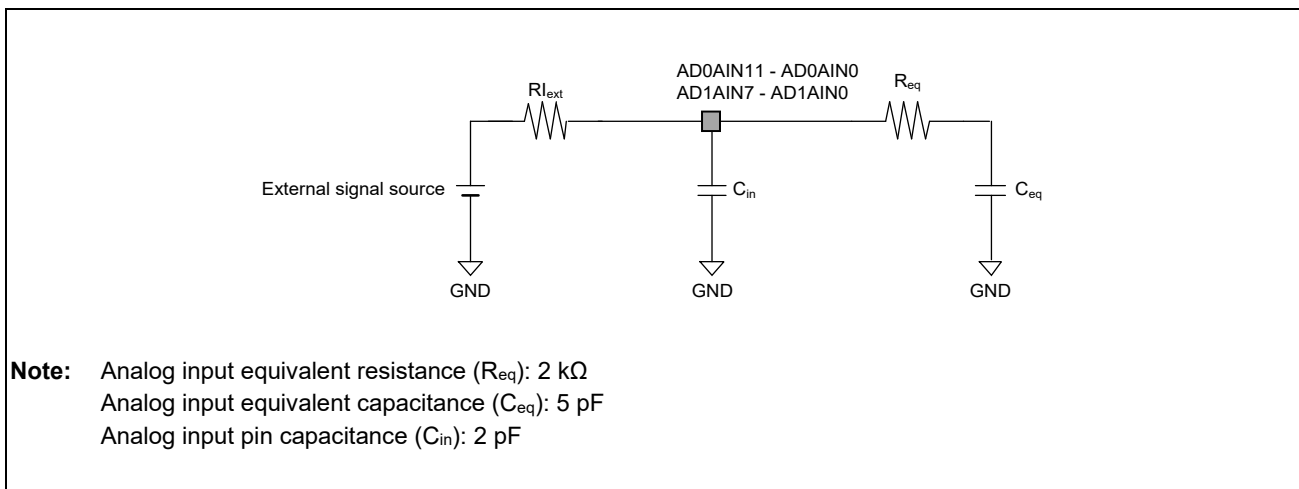 AD0AIN11 - AD0AIN0
AD1AIN7 - AD1AIN0
RIext
Req
External signal source
Cin
Ceq
GND
GND
GND
Note: Analog input equivalent resistance (Req): 2 kΩ
Analog input equivalent capacitance (Ceq): 5 pF
Analog input pin capacitance (Cin): 2 pF